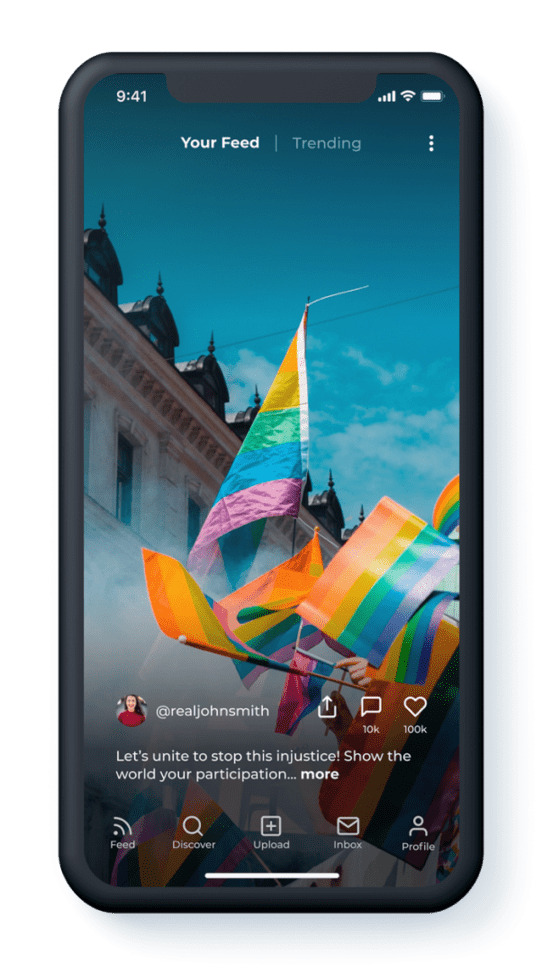 9:41
Your Feed | Trending
@realjohnsmith
10k
100k
Let's unite to stop this injustice! Show the
world your participation... more
Feed
Discover
Upload
Inbox
Profile